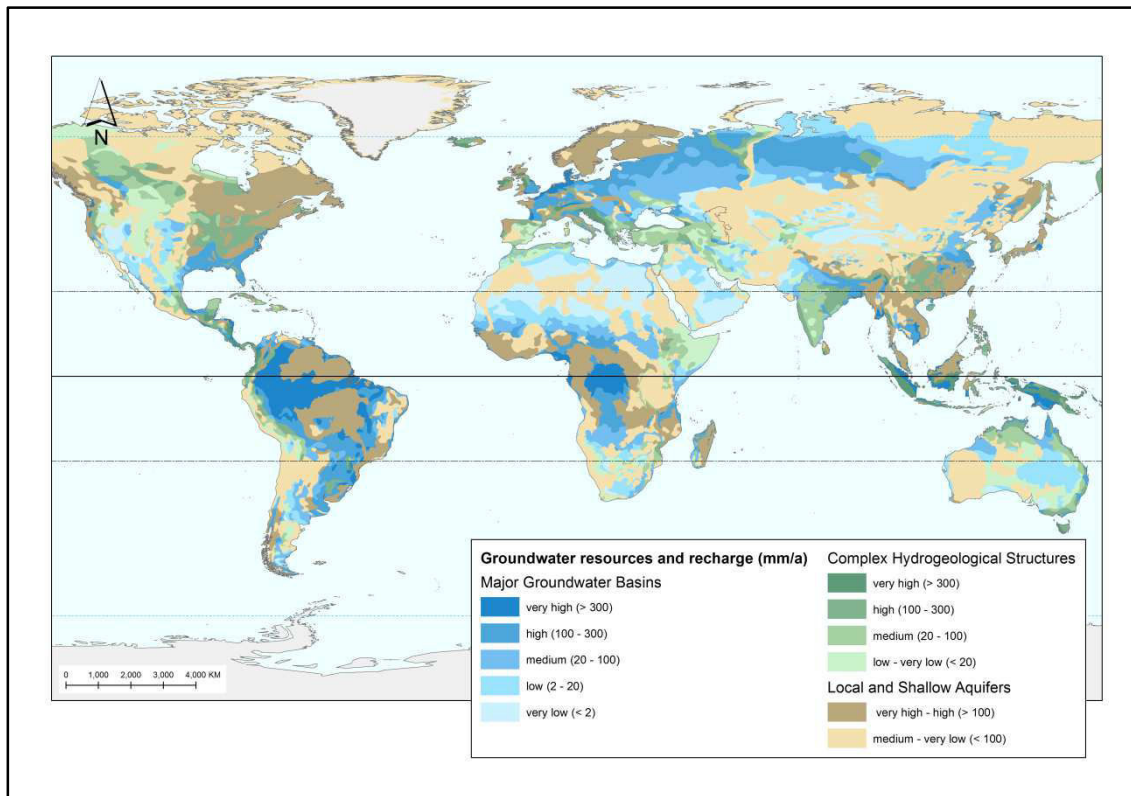 N
Groundwater resources and recharge (mm/a)
Major Groundwater Basins
very high (> 300)
high (100 - 300)
medium (20 - 100)
low (2 - 20)
very low (< 2)
Complex Hydrogeological Structures
very high (> 300)
high (100 - 300)
medium (20 - 100)
low - very low (< 20)
Local and Shallow Aquifers
very high - high (> 100)
medium - very low (< 100)
0 1,000 2,000 3,000 4,000 KM